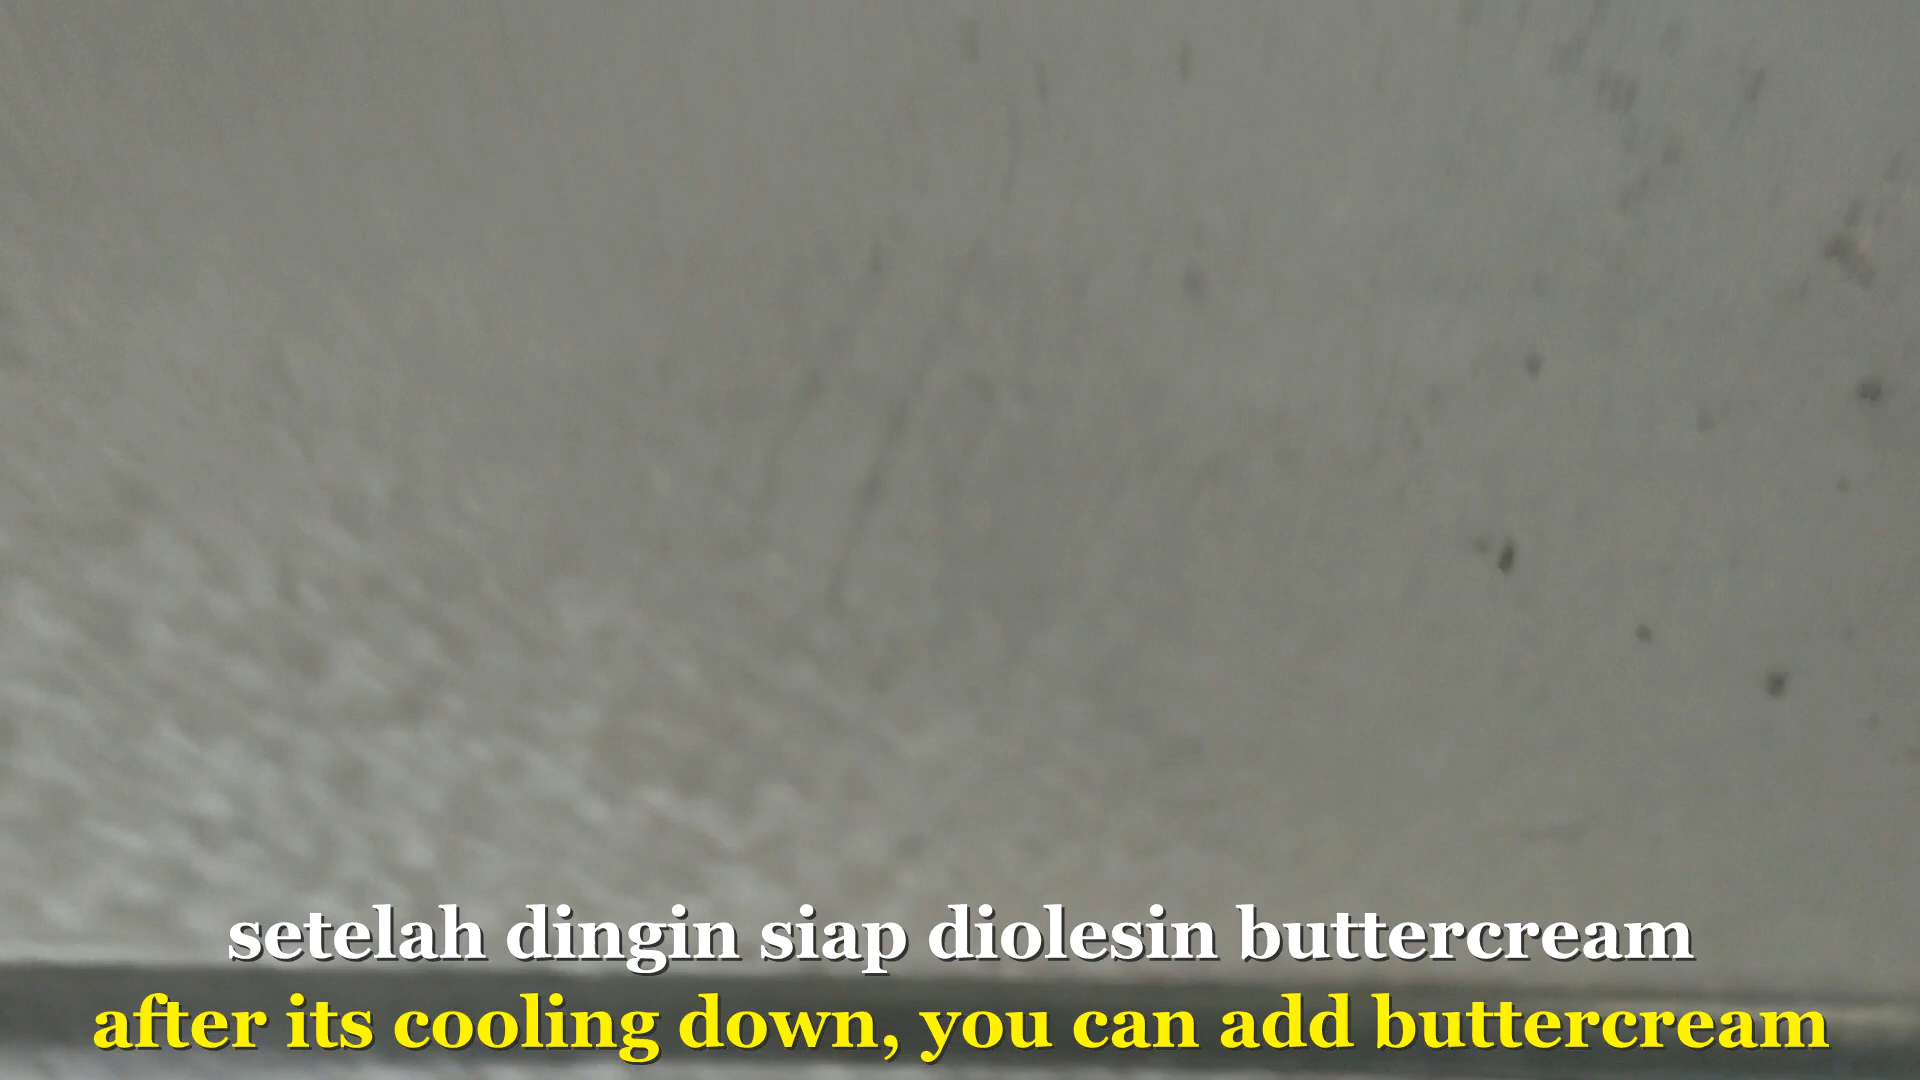 setelah dingin siap diolesin buttercream
after its cooling down, you can add buttercream